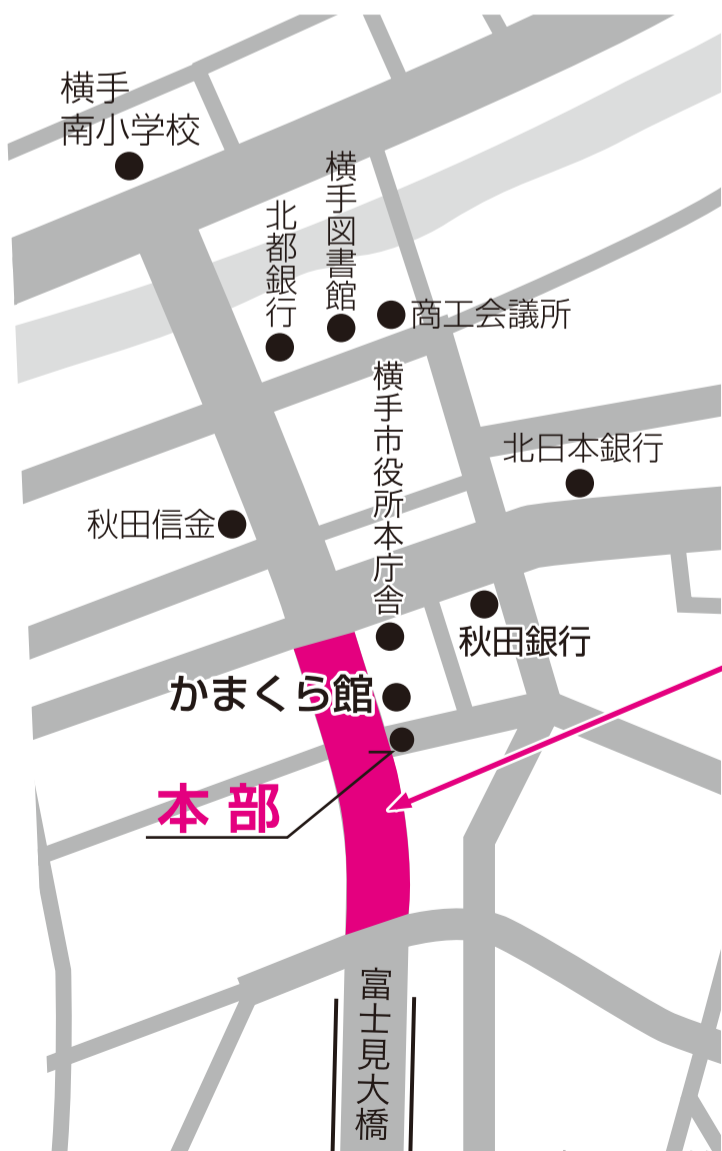 横手
南小学校
横手図書館
北都銀行
商工会議所
横手市役所本庁舎
北日本銀行
秋田信金
秋田銀行
かまくら館
本部
富士見大橋